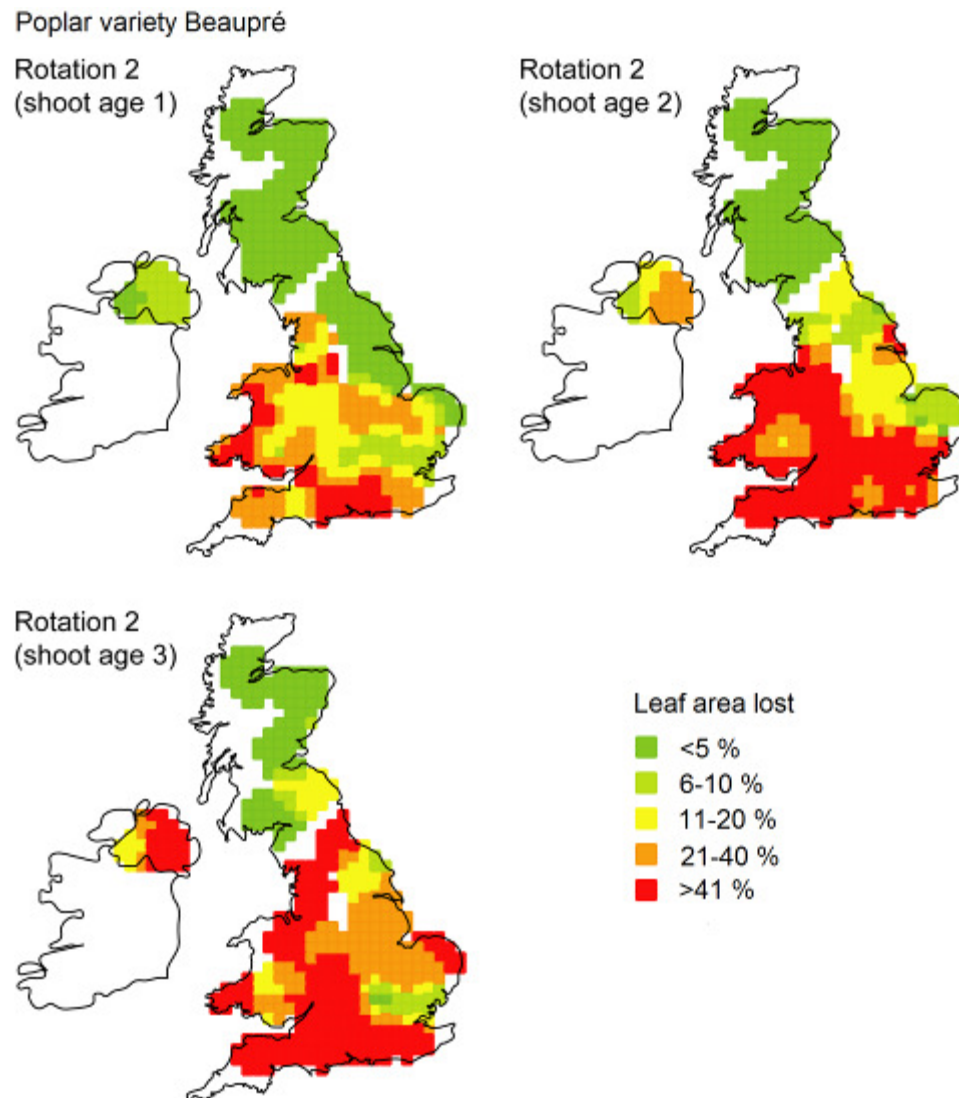 Poplar variety Beaupré
Rotation 2
(shoot age 1)
Rotation 2
(shoot age 2)
Rotation 2
(shoot age 3)
Leaf area lost
<5 %
6-10 %
11-20 %
21-40 %
>41 %